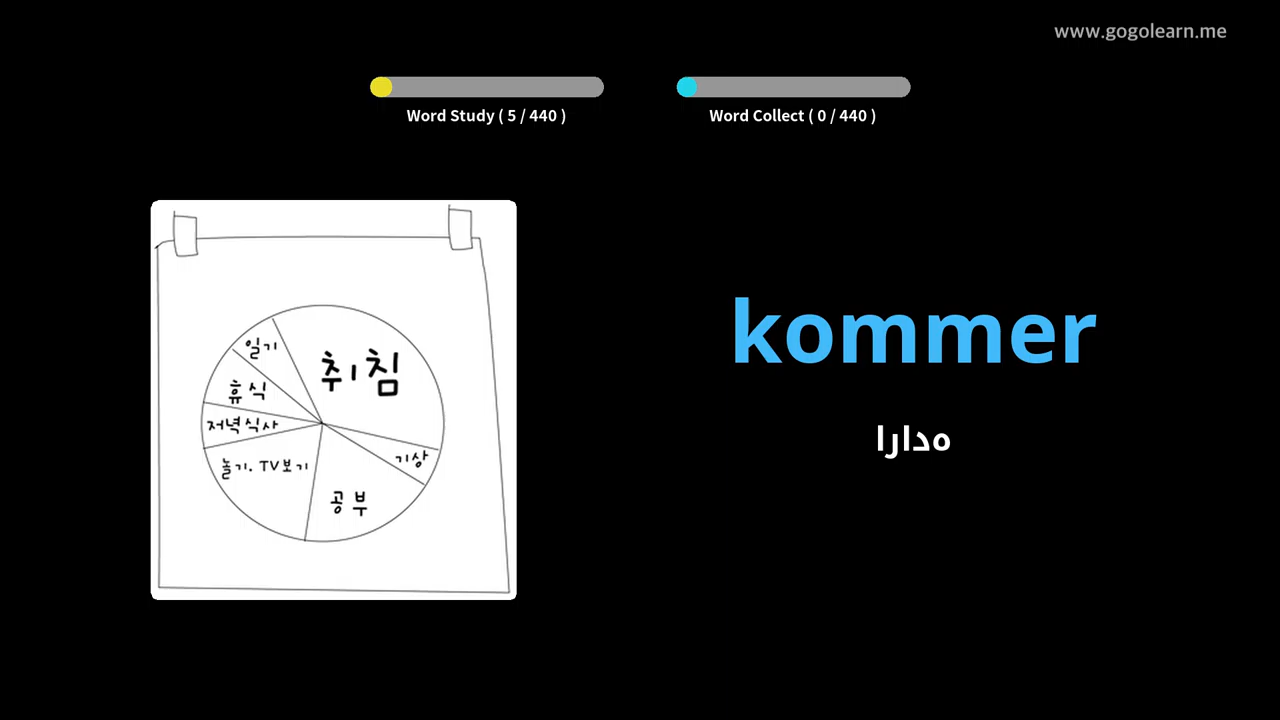 www.gogolearn.me
Word Study ( 5 / 440 )
Word Collect ( 0 / 440 )
일기
취침
휴식
저녁식사
놀기. TV보기
기상
공부
kommer
اراده